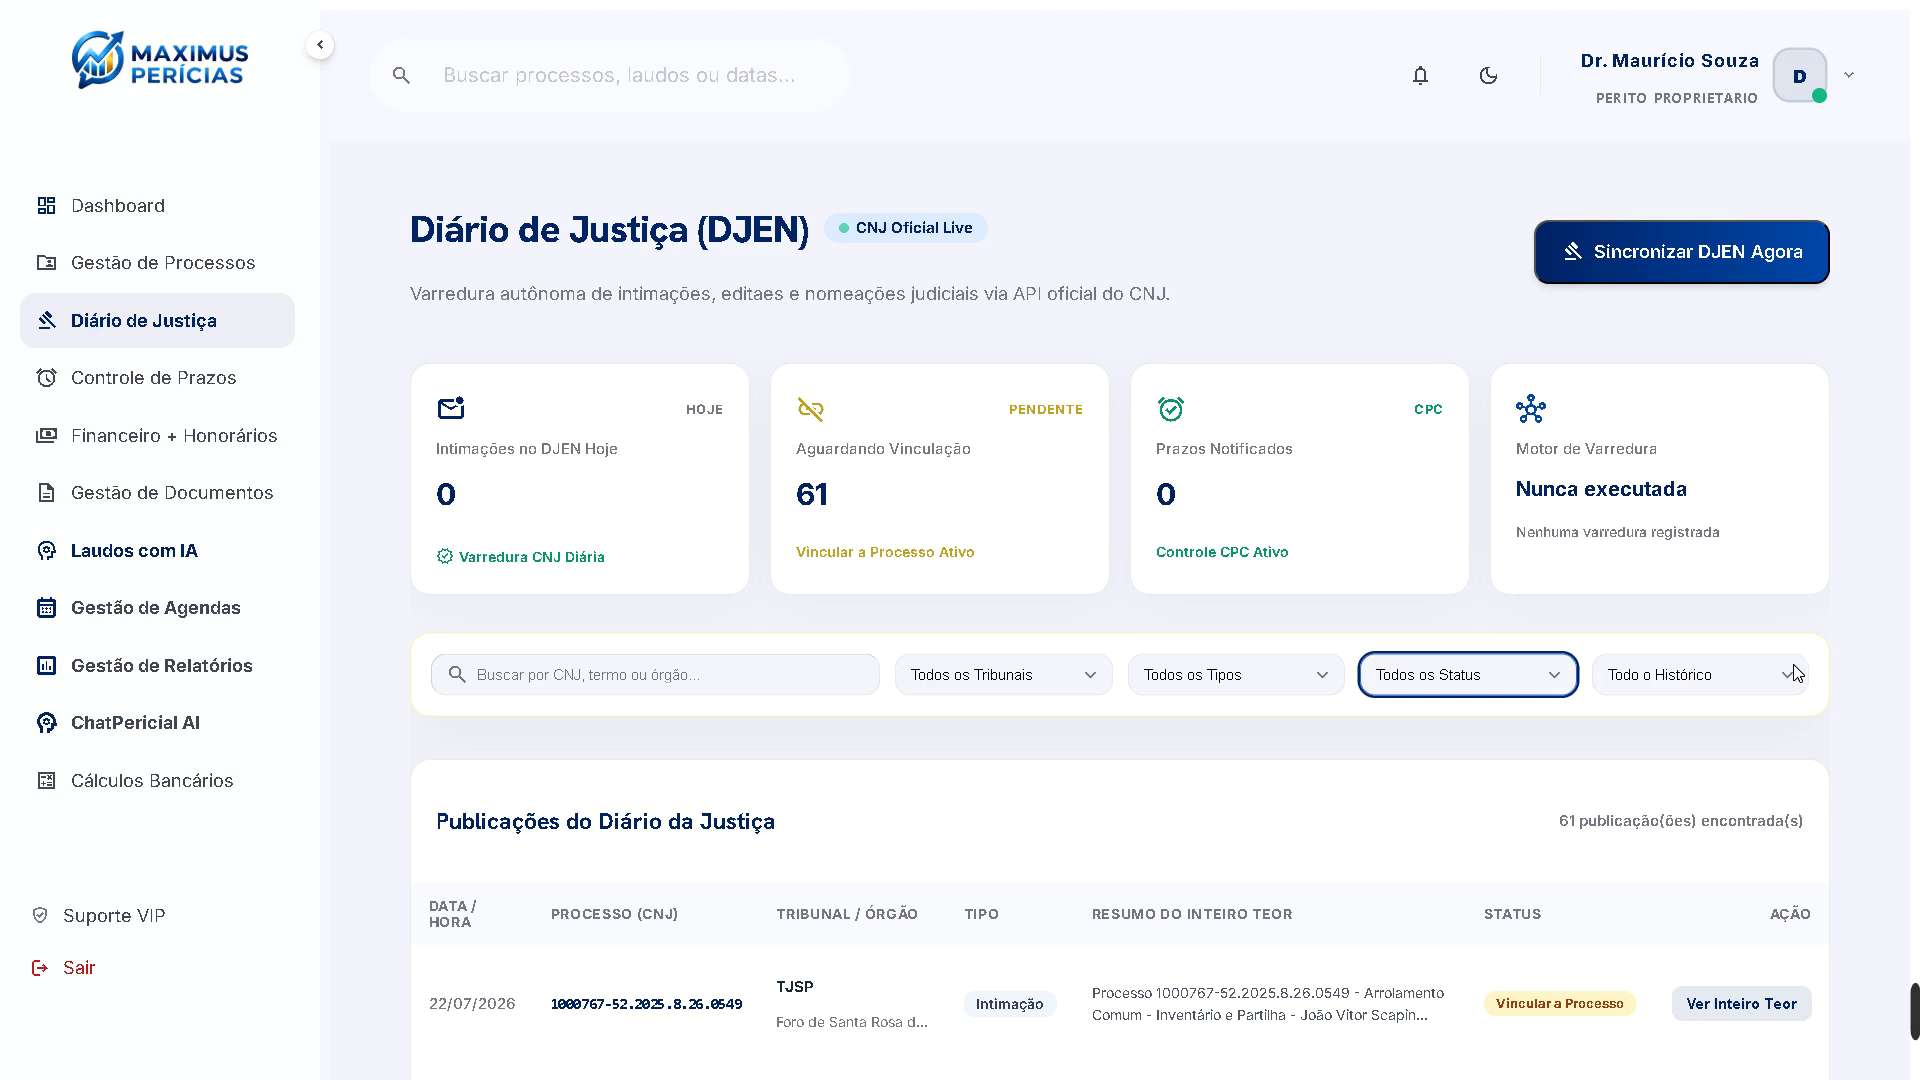 MAXIMUS
PERÍCIAS
Dashboard
Gestão de Processos
Diário de Justiça
Controle de Prazos
Financeiro + Honorários
Gestão de Documentos
Laudos com IA
Gestão de Agendas
Gestão de Relatórios
ChatPericial AI
Cálculos Bancários
Suporte VIP
Sair
Buscar processos, laudos ou datas...
Dr. Maurício Souza
PERITO PROPRIETARIO
D
Diário de Justiça (DJEN)
CNJ Oficial Live
Sincronizar DJEN Agora
Varredura autônoma de intimações, editaes e nomeações judiciais via API oficial do CNJ.
HOJE
Intimações no DJEN Hoje
0
Varredura CNJ Diária
PENDENTE
Aguardando Vinculação
61
Vincular a Processo Ativo
CPC
Prazos Notificados
0
Controle CPC Ativo
Motor de Varredura
Nunca executada
Nenhuma varredura registrada
Buscar por CNJ, termo ou órgão...
Todos os Tribunais
Todos os Tipos
Todos os Status
Todo o Histórico
Publicações do Diário da Justiça
61 publicação(ões) encontrada(s)
DATA /
HORA
PROCESSO (CNJ)
TRIBUNAL / ÓRGÃO
TIPO
RESUMO DO INTEIRO TEOR
STATUS
AÇÃO
22/07/2026
1000767-52.2025.8.26.0549
TJSP
Foro de Santa Rosa d...
Intimação
Processo 1000767-52.2025.8.26.0549 - Arrolamento
Comum - Inventário e Partilha - João Vitor Scapin...
Vincular a Processo
Ver Inteiro Teor